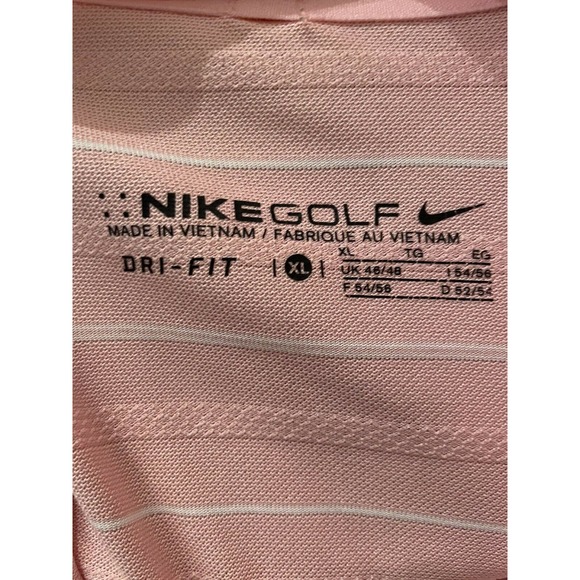 NIKEGOLF
MADE IN VIETNAM / FABRIQUE AU VIETNAM
DRI-FIT | XL |
XL TG EG
UK 46/48 I 54/56
F 54/56 D 52/54